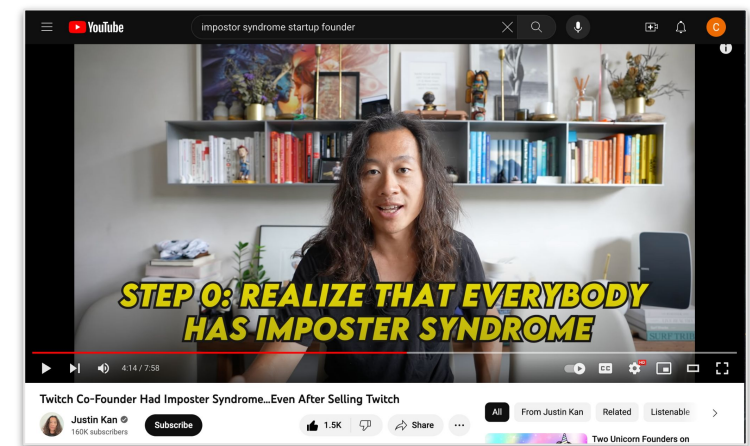 YouTube
impostor syndrome startup founder
C
STEP 0: REALIZE THAT EVERYBODY
HAS IMPOSTER SYNDROME
4:14 / 7:58
CC
HD
Twitch Co-Founder Had Imposter Syndrome...Even After Selling Twitch
Justin Kan
160K subscribers
Subscribe
1.5K
Share
All
From Justin Kan
Related
Listenable
Two Unicorn Founders on